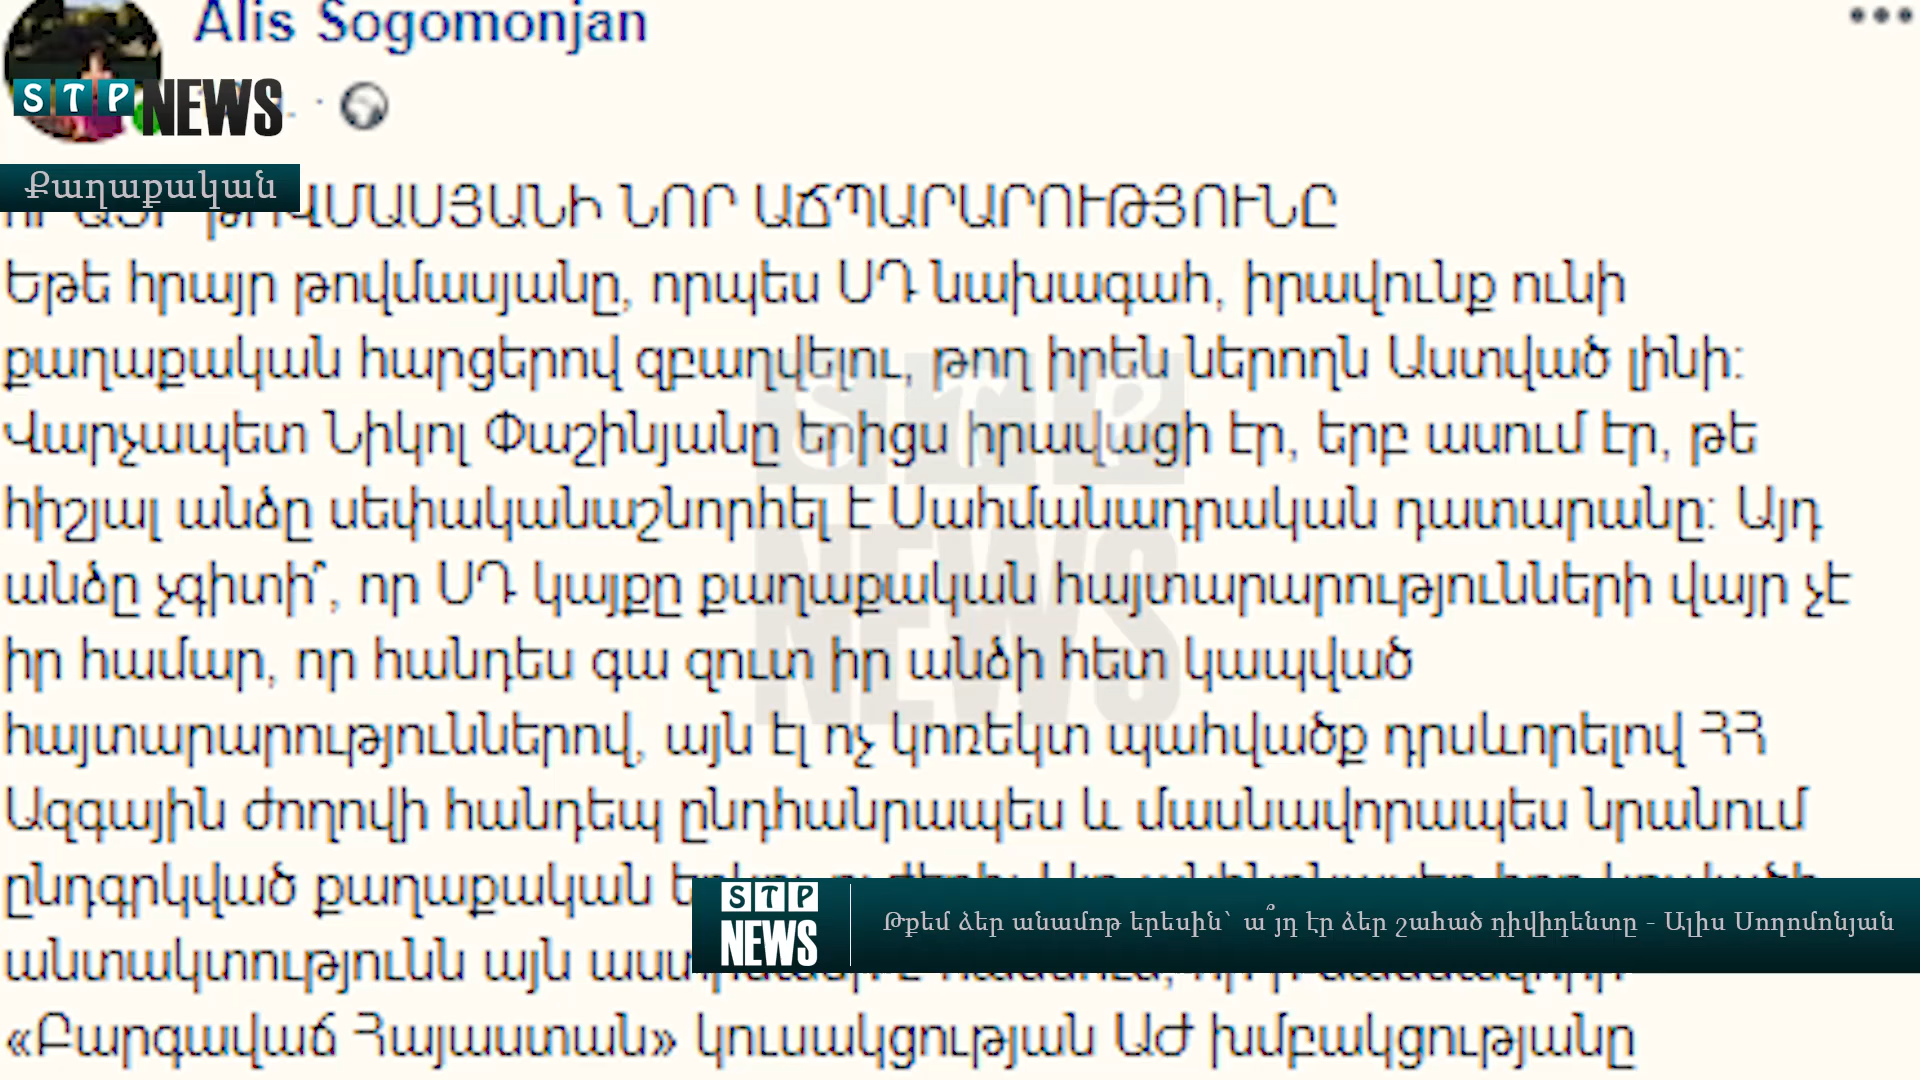 Alis Sogomonjan
STP NEWS
Քաղաքական
ԹՈՎՄԱՍՅԱՆԻ ՆՈՐ ԱՃՊԱՐԱՐՈՒԹՅՈՒՆԸ
Եթե հրայր թովմասյանը, որպես ՍԴ նախագահ, իրավունք ունի
քաղաքական հարցերով զբաղվելու, թող իրեն ներողն Աստված լինի։
Վարչապետ Նիկոլ Փաշինյանը երիցս իրավացի էր, երբ ասում էր, թե
հիշյալ անձը սեփականաշնորհել է Սահմանադրական դատարանը։ Այդ
անձը չգիտի՞, որ ՍԴ կայքը քաղաքական հայտարարությունների վայր չէ
իր համար, որ հանդես գա զուտ իր անձի հետ կապված
հայտարարություններով, այն էլ ոչ կոռեկտ պահվածք դրսևորելով ՀՀ
Ազգային ժողովի հանդեպ ընդհանրապես և մասնավորապես նրանում
ընդգրկված քաղաքական
անտակտությունն այն
«Բարգավաճ Հայաստան» կուսակցության ԱԺ խմբակցությանը
STP NEWS
STP NEWS
Թքեմ ձեր անամոթ երեսին՝ ա՞յդ էր ձեր շահած դիվիդենտը - Ալիս Սողոմոնյան